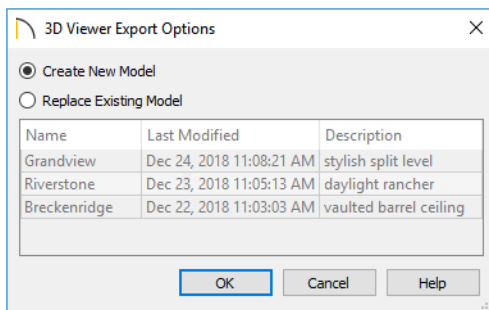 3D Viewer Export Options
Create New Model
Replace Existing Model
Name Last Modified Description
Grandview Dec 24, 2018 11:08:21 AM stylish split level
Riverstone Dec 23, 2018 11:05:13 AM daylight rancher
Breckenridge Dec 22, 2018 11:03:03 AM vaulted barrel ceiling
OK Cancel Help